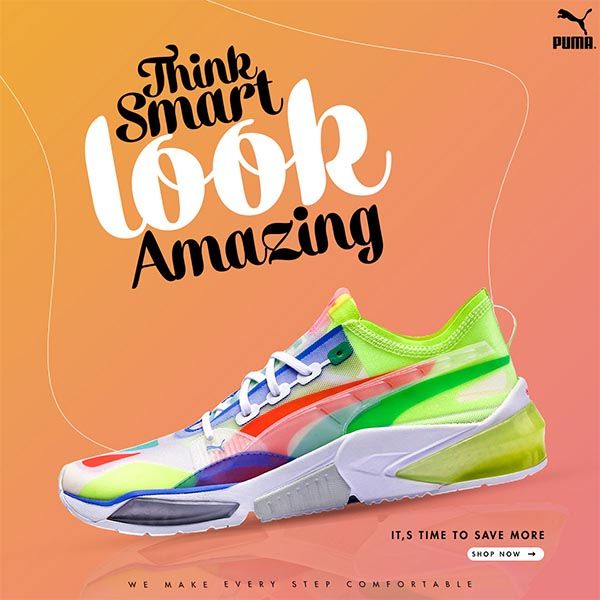 PUMA.
Think
Smart
look
Amazing
IT,S TIME TO SAVE MORE
SHOP NOW →
WE MAKE EVERY STEP COMFORTABLE